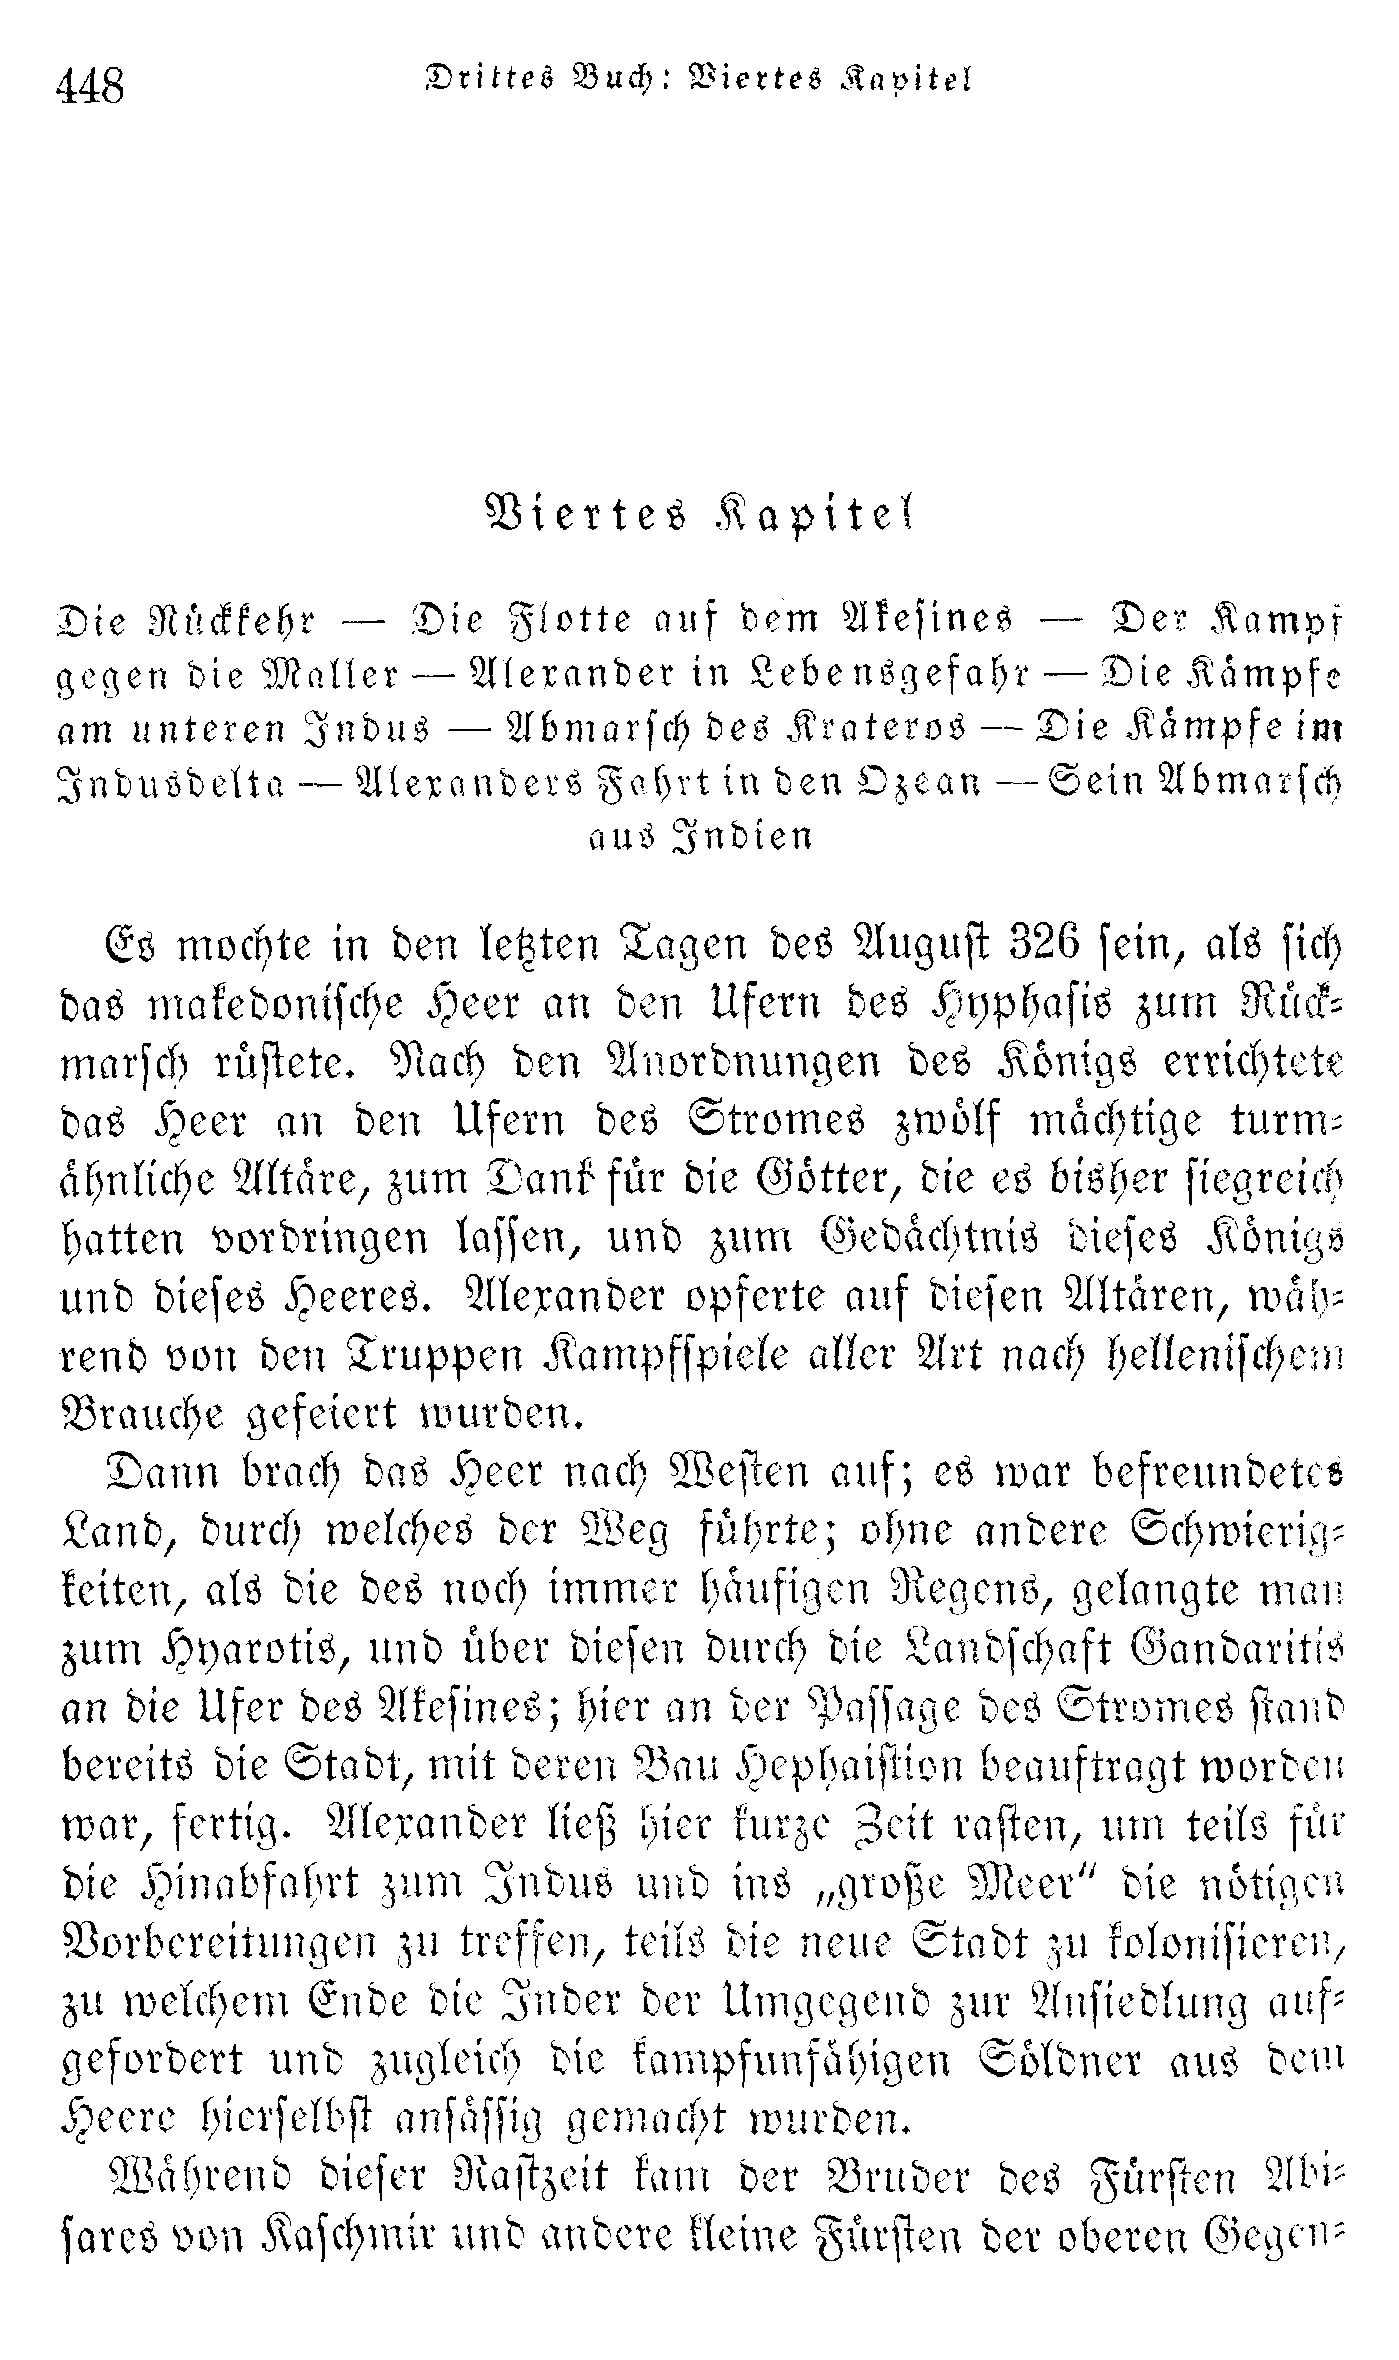 448
Drittes Buch: Viertes Kapitel
Viertes Kapitel
Die Rückkehr — Die Flotte auf dem Akesines — Der Kampf
gegen die Maller — Alexander in Lebensgefahr — Die Kämpfe
am unteren Indus — Abmarsch des Krateros — Die Kämpfe im
Indusdelta — Alexanders Fahrt in den Ozean — Sein Abmarsch
aus Indien
Es mochte in den letzten Tagen des August 326 sein, als sich
das makedonische Heer an den Ufern des Hyphasis zum Rück-
marsch rüstete. Nach den Anordnungen des Königs errichtete
das Heer an den Ufern des Stromes zwölf mächtige turm-
ähnliche Altäre, zum Dank für die Götter, die es bisher siegreich
hatten vordringen lassen, und zum Gedächtnis dieses Königs
und dieses Heeres. Alexander opferte auf diesen Altären, wäh-
rend von den Truppen Kampfspiele aller Art nach hellenischem
Brauche gefeiert wurden.
Dann brach das Heer nach Westen auf; es war befreundetes
Land, durch welches der Weg führte; ohne andere Schwierig-
keiten, als die des noch immer häufigen Regens, gelangte man
zum Hyarotis, und über diesen durch die Landschaft Gandaritis
an die Ufer des Akesines; hier an der Passage des Stromes stand
bereits die Stadt, mit deren Bau Hephaistion beauftragt worden
war, fertig. Alexander ließ hier kurze Zeit rasten, um teils für
die Hinabfahrt zum Indus und ins „große Meer“ die nötigen
Vorbereitungen zu treffen, teils die neue Stadt zu kolonisieren,
zu welchem Ende die Inder der Umgegend zur Ansiedlung auf-
gefordert und zugleich die kampfunfähigen Söldner aus dem
Heere hierselbst ansässig gemacht wurden.
Während dieser Rastzeit kam der Bruder des Fürsten Abi-
sares von Kaschmir und andere kleine Fürsten der oberen Gegen-